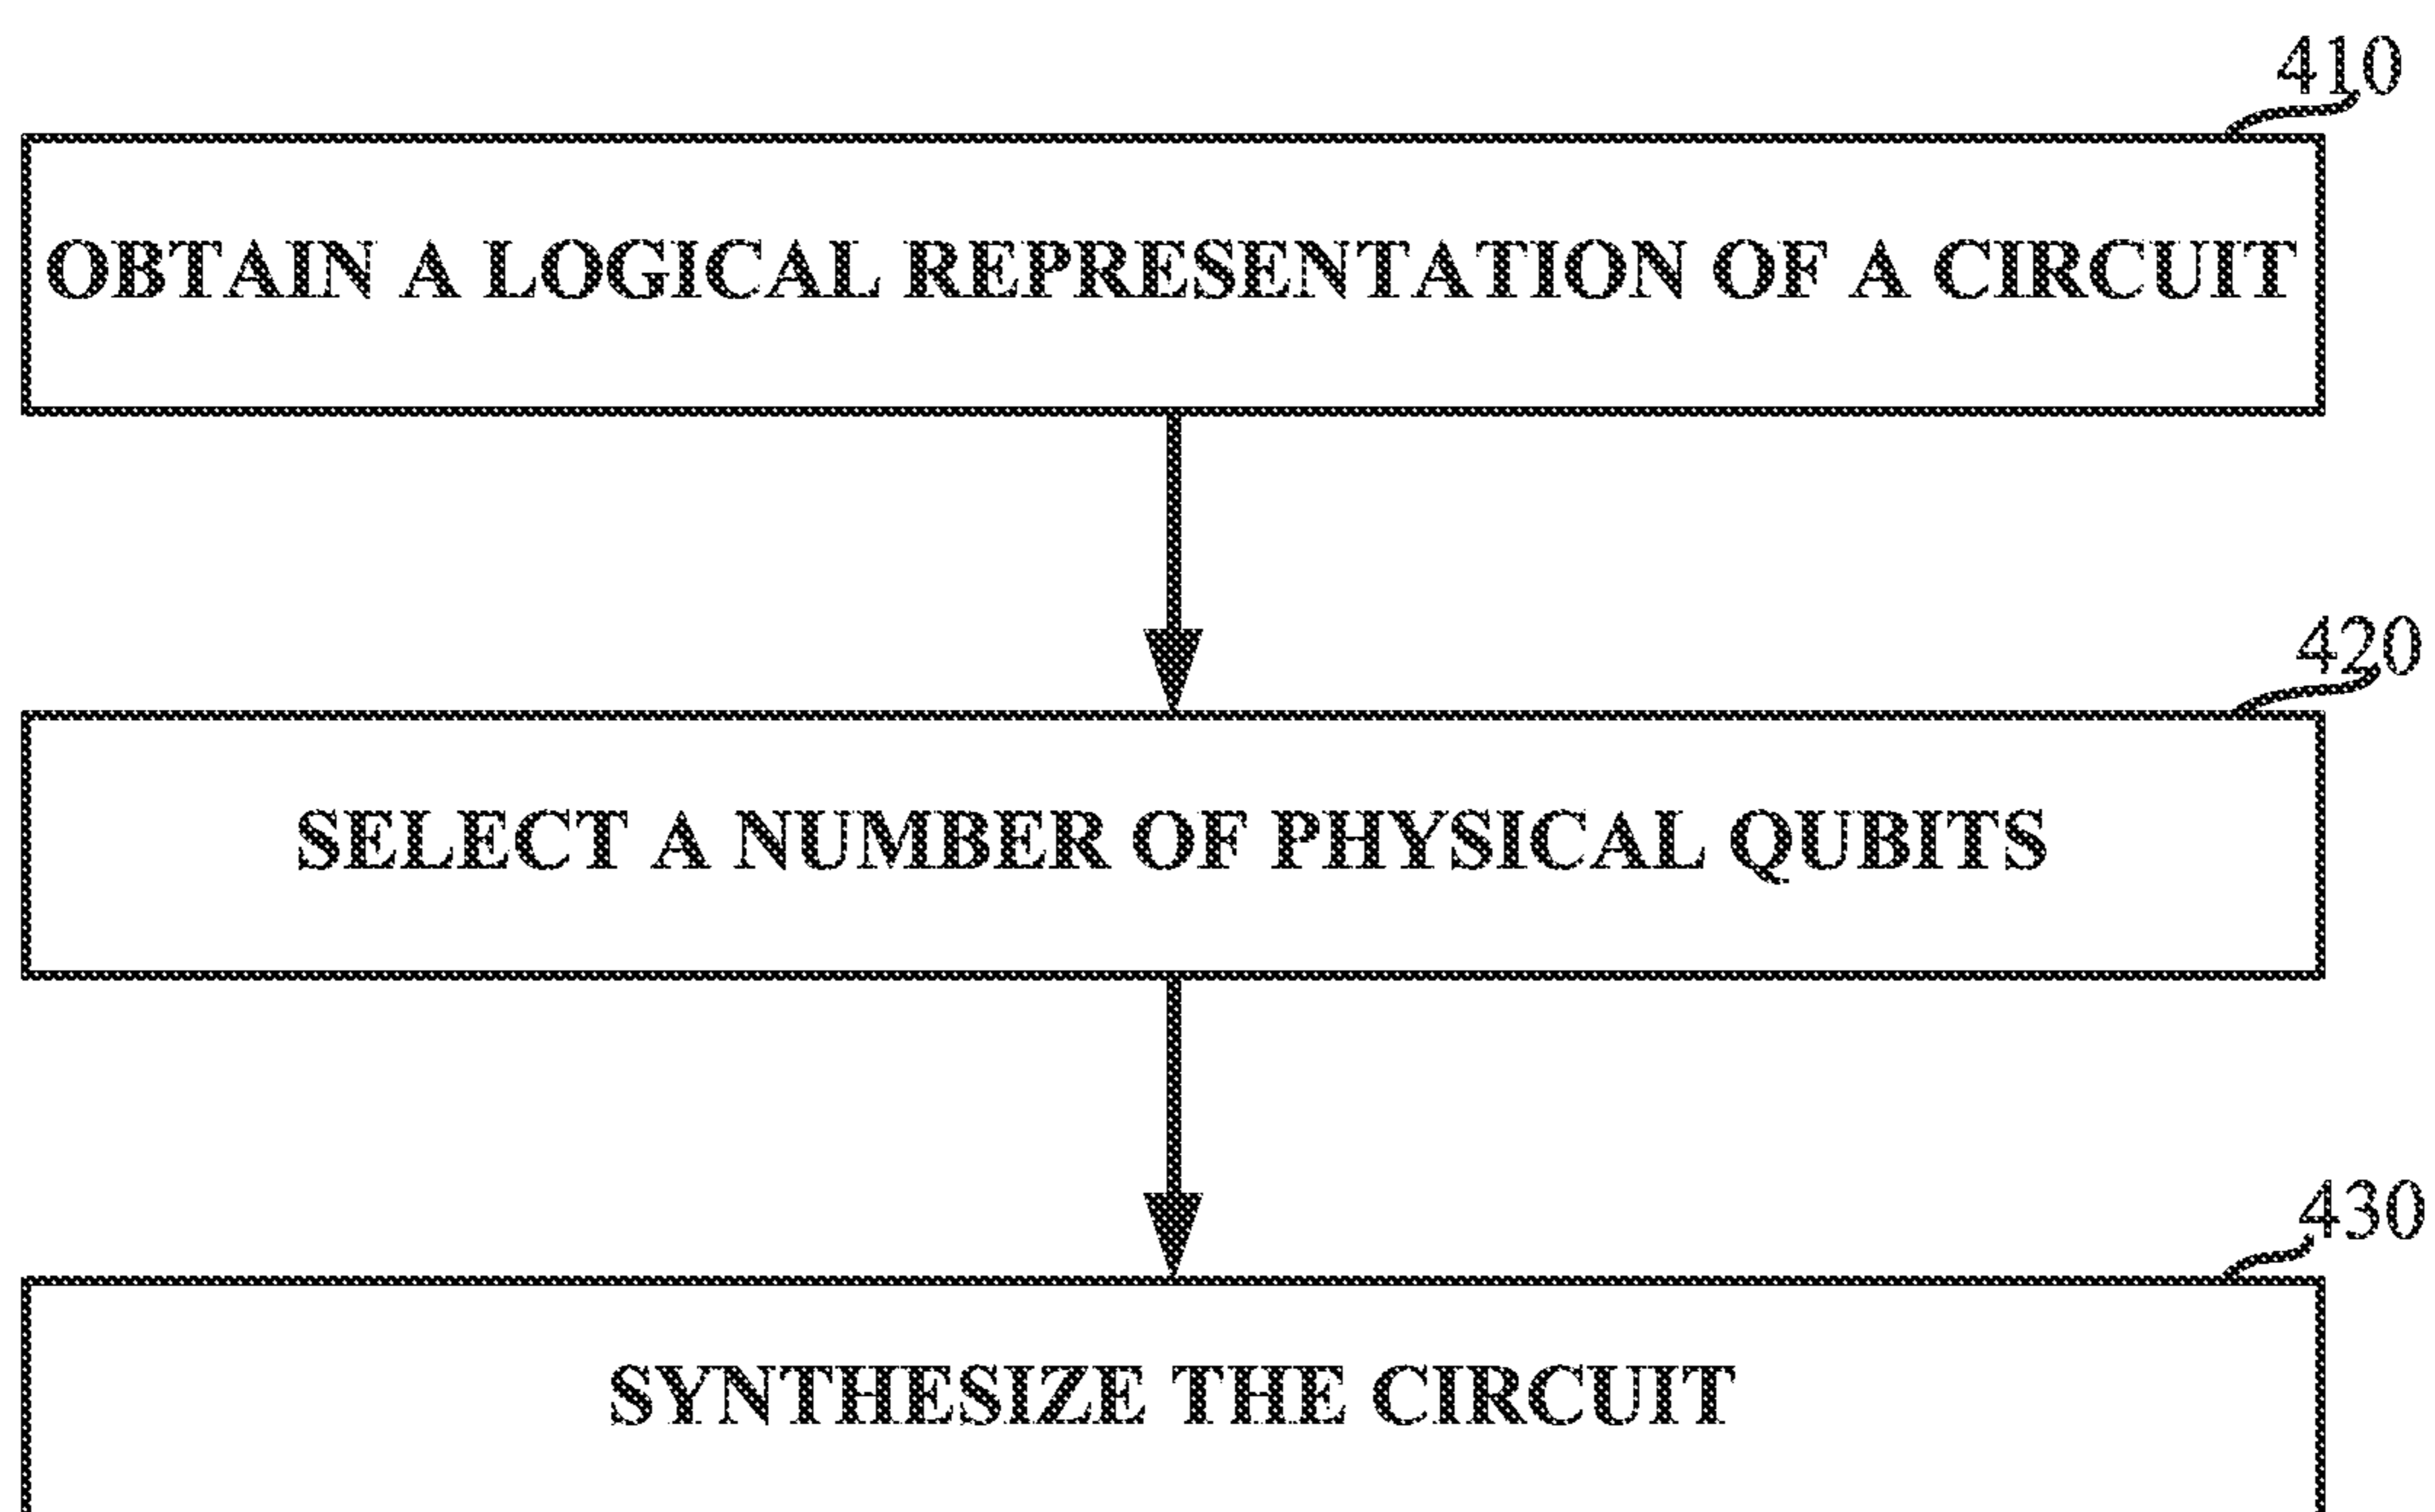 410
OBTAIN A LOGICAL REPRESENTATION OF A CIRCUIT
420
SELECT A NUMBER OF PHYSICAL QUBITS
430
SYNTHESIZE THE CIRCUIT